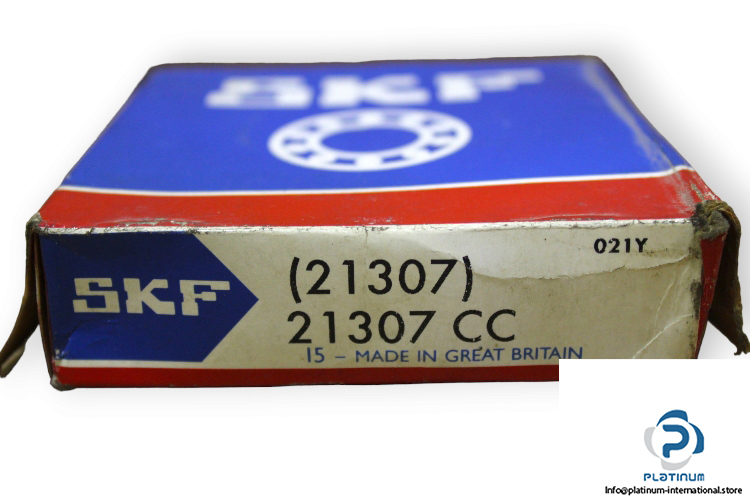 SKF
021Y
(21307)
SKF
21307 CC
15 – MADE IN GREAT BRITAIN
PLATINUM
Info@platinum-international.store